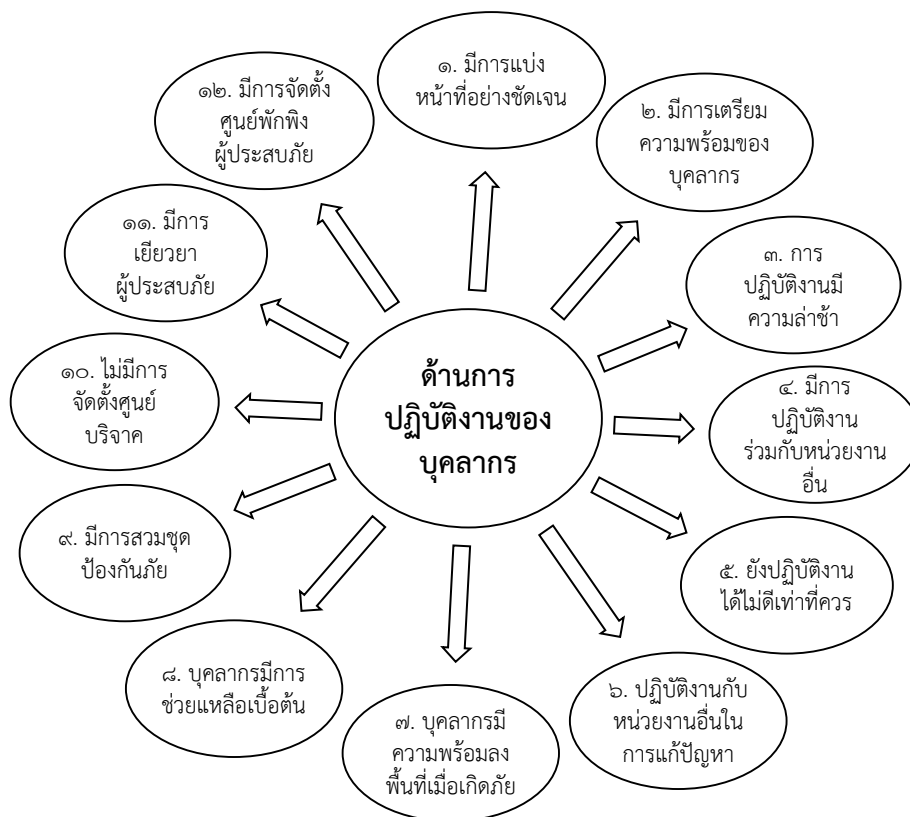 ๑. มีการแบ่ง
หน้าที่อย่างชัดเจน
๒. มีการเตรียม
ความพร้อมของ
บุคลากร
๓. การ
ปฏิบัติงานมี
ความล่าช้า
๔. มีการ
ปฏิบัติงาน
ร่วมกับหน่วยงาน
อื่น
๕. ยังปฏิบัติงาน
ได้ไม่ดีเท่าที่ควร
๖. ปฏิบัติงานกับ
หน่วยงานอื่นใน
การแก้ปัญหา
๗. บุคลากรมี
ความพร้อมลง
พื้นที่เมื่อเกิดภัย
๘. บุคลากรมีการ
ช่วยเหลือเบื้อต้น
๙. มีการสวมชุด
ป้องกันภัย
๑๐. ไม่มีการ
จัดตั้งศูนย์
บริจาค
๑๑. มีการ
เยียวยา
ผู้ประสบภัย
๑๒. มีการจัดตั้ง
ศูนย์พักพิง
ผู้ประสบภัย
ด้านการ
ปฏิบัติงานของ
บุคลากร